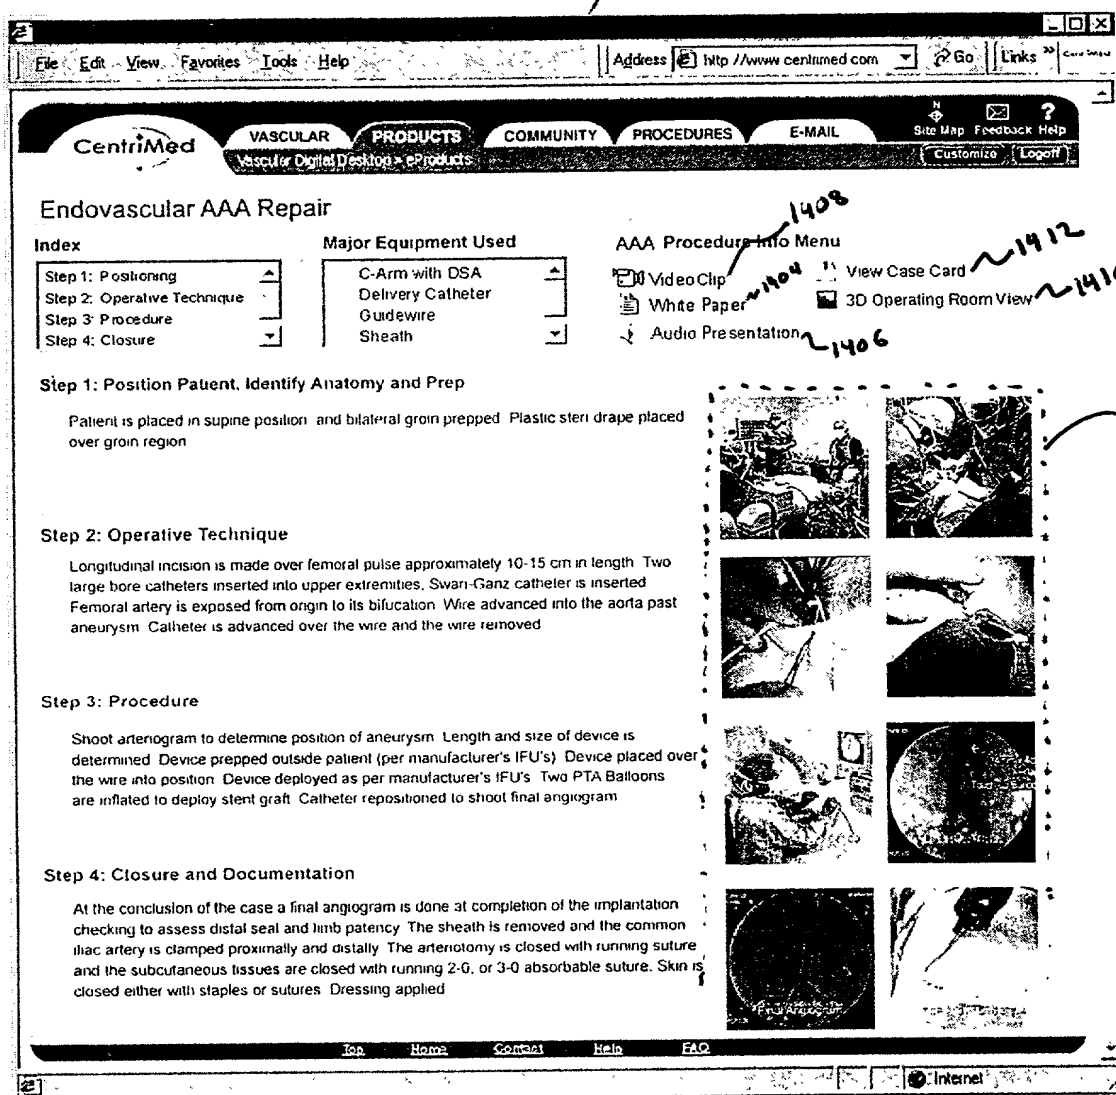 File Edit View Favorites Tools Help Address http //www centrimed com Go Links »
CentriMed
VASCULAR PRODUCTS COMMUNITY PROCEDURES E-MAIL
Site Map Feedback Help
Vascular Digital Desktop > eProducts
Customize Logoff
Endovascular AAA Repair
Index
Step 1: Positioning
Step 2: Operative Technique
Step 3: Procedure
Step 4: Closure
Major Equipment Used
C-Arm with DSA
Delivery Catheter
Guidewire
Sheath
AAA Procedure Info Menu
1408
Video Clip
View Case Card 1412
White Paper 1404
3D Operating Room View
Audio Presentation 1406
Step 1: Position Patient, Identify Anatomy and Prep
Patient is placed in supine position and bilateral groin prepped Plastic steri drape placed
over groin region
Step 2: Operative Technique
Longitudinal incision is made over femoral pulse approximately 10-15 cm in length Two
large bore catheters inserted into upper extremities, Swan-Ganz catheter is inserted
Femoral artery is exposed from origin to its bifucation Wire advanced into the aorta past
aneurysm Catheter is advanced over the wire and the wire removed
Step 3: Procedure
Shoot arteriogram to determine position of aneurysm Length and size of device is
determined Device prepped outside patient (per manufacturer's IFU's) Device placed over
the wire into position Device deployed as per manufacturer's IFU's Two PTA Balloons
are inflated to deploy stent graft Catheter repositioned to shoot final angiogram
Step 4: Closure and Documentation
At the conclusion of the case a final angiogram is done at completion of the implantation
checking to assess distal seal and limb patency The sheath is removed and the common
iliac artery is clamped proximally and distally The arteriotomy is closed with running suture
and the subcutaneous tissues are closed with running 2-0, or 3-0 absorbable suture. Skin is
closed either with staples or sutures Dressing applied
Final Angiogram
Top Home Contact Help FAQ
Internet